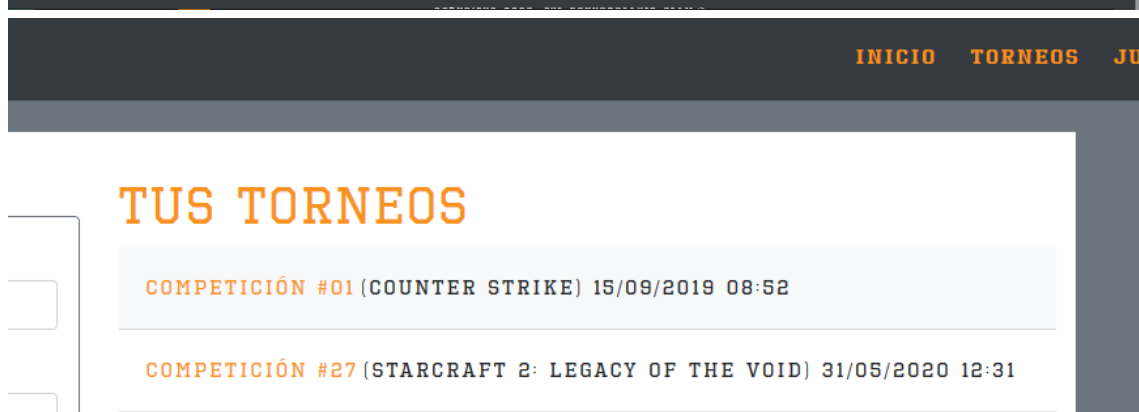 INICIO TORNEOS
TUS TORNEOS
COMPETICIÓN #01 (COUNTER STRIKE) 15/09/2019 08:52
COMPETICIÓN #27 (STARCRAFT 2: LEGACY OF THE VOID) 31/05/2020 12:31